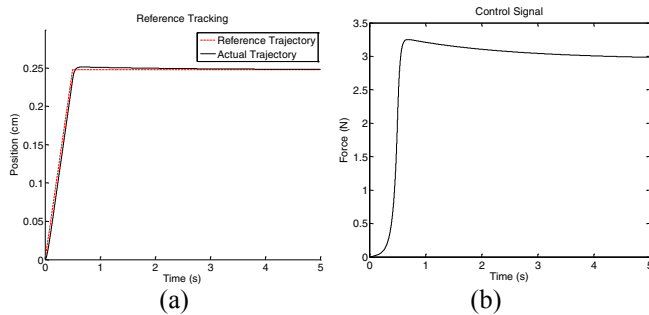 Reference Tracking
Reference Trajectory
Actual Trajectory
Position (cm)
0.25
0.2
0.15
0.1
0.05
0
0 1 2 3 4 5
Time (s)
(a)
Control Signal
Force (N)
3.5
3
2.5
2
1.5
1
0.5
0
0 1 2 3 4 5
Time (s)
(b)